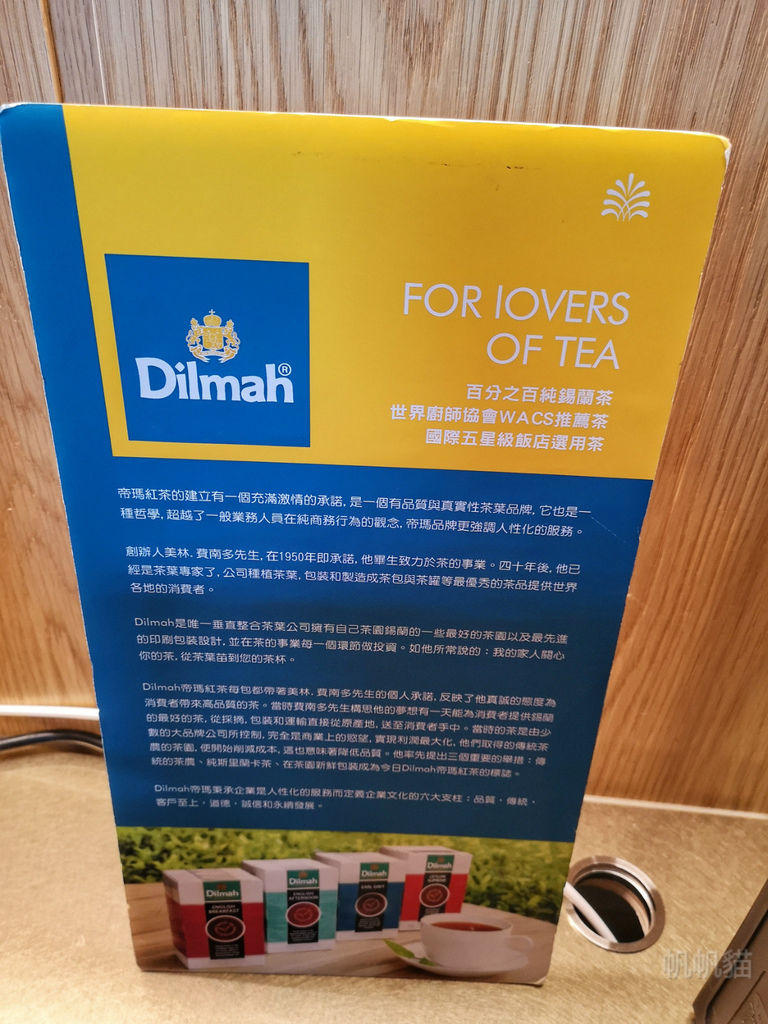 Dilmah®
FOR lOVERS
OF TEA
百分之百純錫蘭茶
世界廚師協會WACS推薦茶
國際五星級飯店選用茶
帝瑪紅茶的建立有一個充滿激情的承諾, 是一個有品質與真實性茶葉品牌, 它也是一
種哲學, 超越了一般業務人員在純商務行為的觀念, 帝瑪品牌更強調人性化的服務。
創辦人美林. 費南多先生, 在1950年即承諾, 他畢生致力於茶的事業。四十年後, 他已
經是茶葉專家了, 公司種植茶葉, 包裝和製造成茶包與茶罐等最優秀的茶品提供世界
各地的消費者。
Dilmah是唯一垂直整合茶葉公司擁有自己茶園錫蘭的一些最好的茶園以及最先進
的印刷包裝設計, 並在茶的事業每一個環節做投資。如他所常說的：我的家人關心
你的茶, 從茶葉苗到您的茶杯。
Dilmah帝瑪紅茶每包都帶著美林. 費南多先生的個人承諾, 反映了他真誠的態度為
消費者帶來高品質的茶。當時費南多先生構思他的夢想有一天能為消費者提供錫蘭
的最好的茶, 從採摘, 包裝和運輸直接從原產地, 送至消費者手中。當時的茶是由少
數的大品牌公司所控制, 完全是商業上的慾望, 實現利潤最大化, 他們取得的傳統茶
農的茶園, 便開始削減成本, 這也意味著降低品質。他率先提出三個重要的舉措：傳
統的茶農、純斯里蘭卡茶、在茶園新鮮包裝成為今日Dilmah帝瑪紅茶的標誌。
Dilmah帝瑪秉承企業是人性化的服務而定義企業文化的六大支柱：品質，傳統、
客戶至上，道德，誠信和永續發展。
Dilmah
ENGLISH
BREAKFAST
Dilmah
ENGLISH
AFTERNOON
Dilmah
EARL GREY
Dilmah
CEYLON
SUPREME
帆帆貓